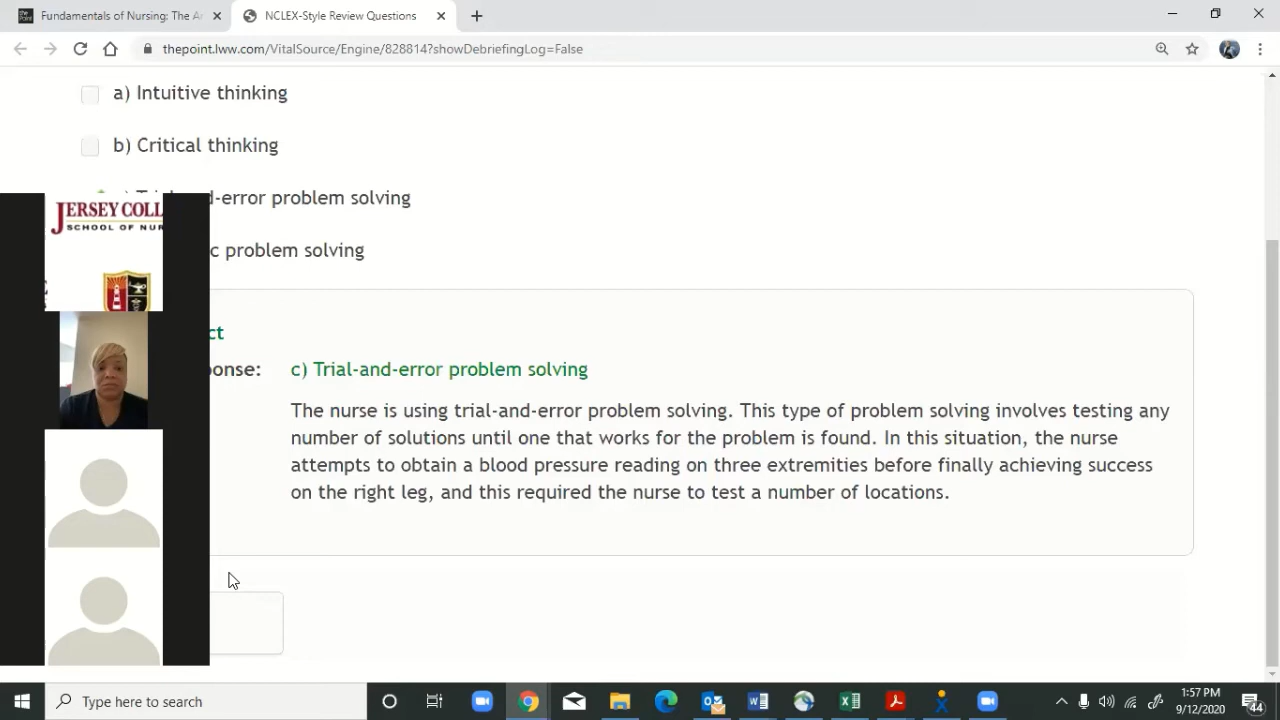 Fundamentals of Nursing: The Ar
NCLEX-Style Review Questions
thepoint.lww.com/VitalSource/Engine/828814?showDebriefingLog=False
a) Intuitive thinking
b) Critical thinking
d-error problem solving
c problem solving
JERSEY COLL
SCHOOL OF NUR
ct
onse: c) Trial-and-error problem solving
The nurse is using trial-and-error problem solving. This type of problem solving involves testing any
number of solutions until one that works for the problem is found. In this situation, the nurse
attempts to obtain a blood pressure reading on three extremities before finally achieving success
on the right leg, and this required the nurse to test a number of locations.
Type here to search
1:57 PM
9/12/2020
44